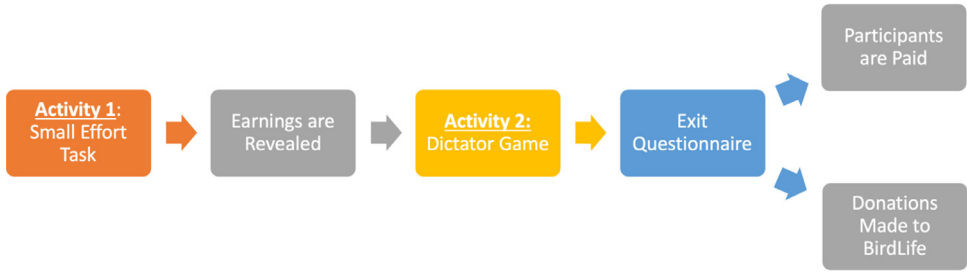 Activity 1:
Small Effort
Task
Earnings are
Revealed
Activity 2:
Dictator Game
Exit
Questionnaire
Participants
are Paid
Donations
Made to
BirdLife